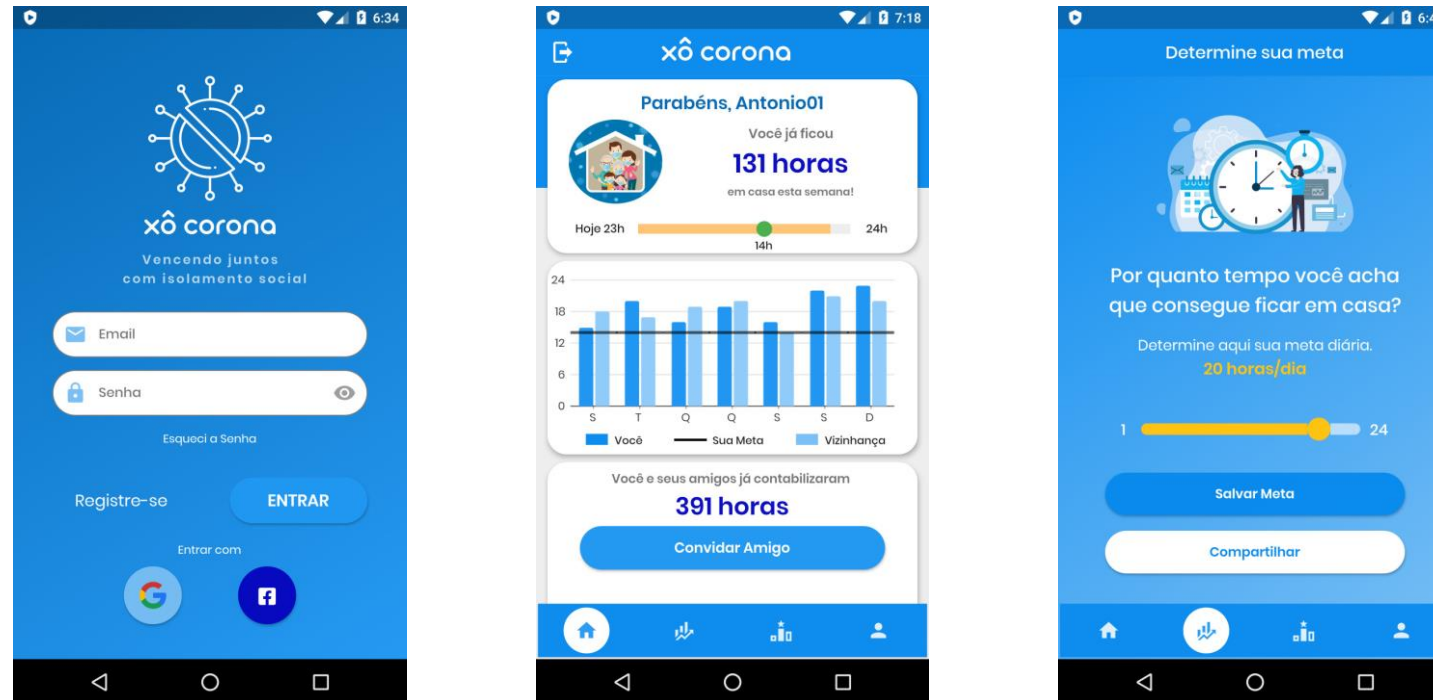 6:34
xô corona
Vencendo juntos
com isolamento social
Email
Senha
Esqueci a Senha
Registre-se
ENTRAR
Entrar com
G
7:18
xô corona
Parabéns, Antonio01
Você já ficou
131 horas
em casa esta semana!
Hoje 23h
24h
14h
24
18
12
6
0
S T Q Q S S D
Você
Sua Meta
Vizinhança
Você e seus amigos já contabilizaram
391 horas
Convidar Amigo
Determine sua meta
Por quanto tempo você acha
que consegue ficar em casa?
Determine aqui sua meta diária.
20 horas/dia
1
24
Salvar Meta
Compartilhar